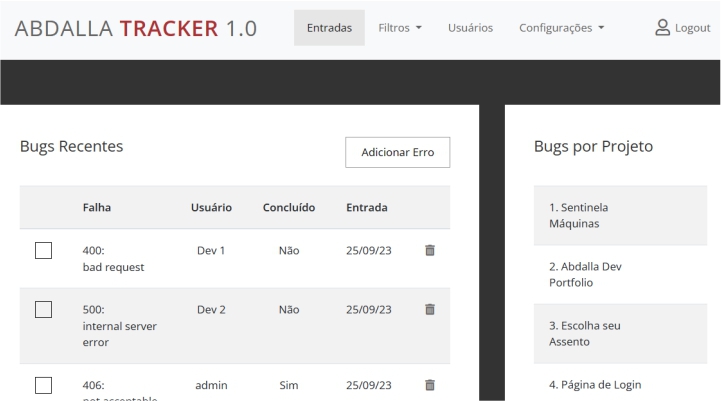 ABDALLA TRACKER 1.0
Entradas
Filtros
Usuários
Configurações
Logout
Bugs Recentes
Adicionar Erro
Falha Usuário Concluído Entrada
400: Dev 1 Não 25/09/23
bad request
500: Dev 2 Não 25/09/23
internal server
error
406: admin Sim 25/09/23
not acceptable
Bugs por Projeto
1. Sentinela
Máquinas
2. Abdalla Dev
Portfolio
3. Escolha seu
Assento
4. Página de Login